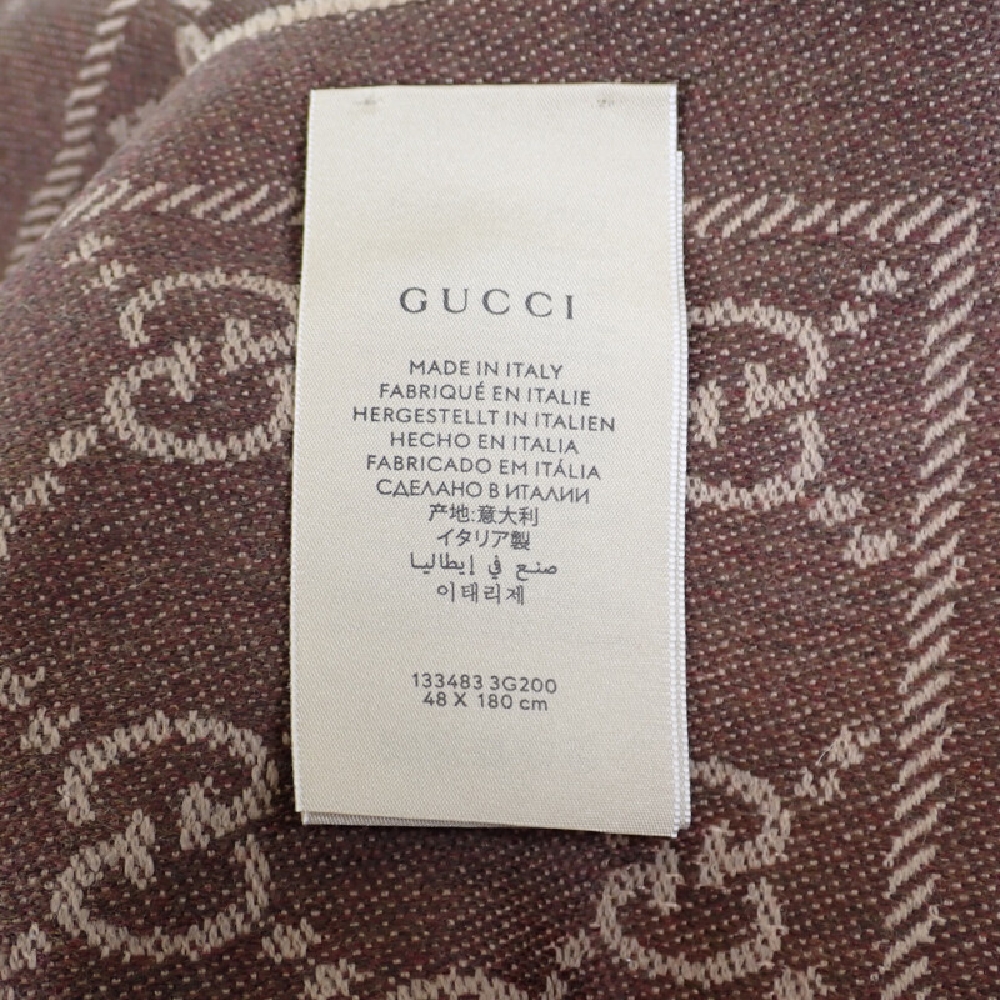 GUCCI
MADE IN ITALY
FABRIQUÉ EN ITALIE
HERGESTELLT IN ITALIEN
HECHO EN ITALIA
FABRICADO EM ITÁLIA
СДЕЛАНО В ИТАЛИИ
产地:意大利
イタリア製
صنع في إيطاليا
이태리제
133483 3G200
48 X 180 cm